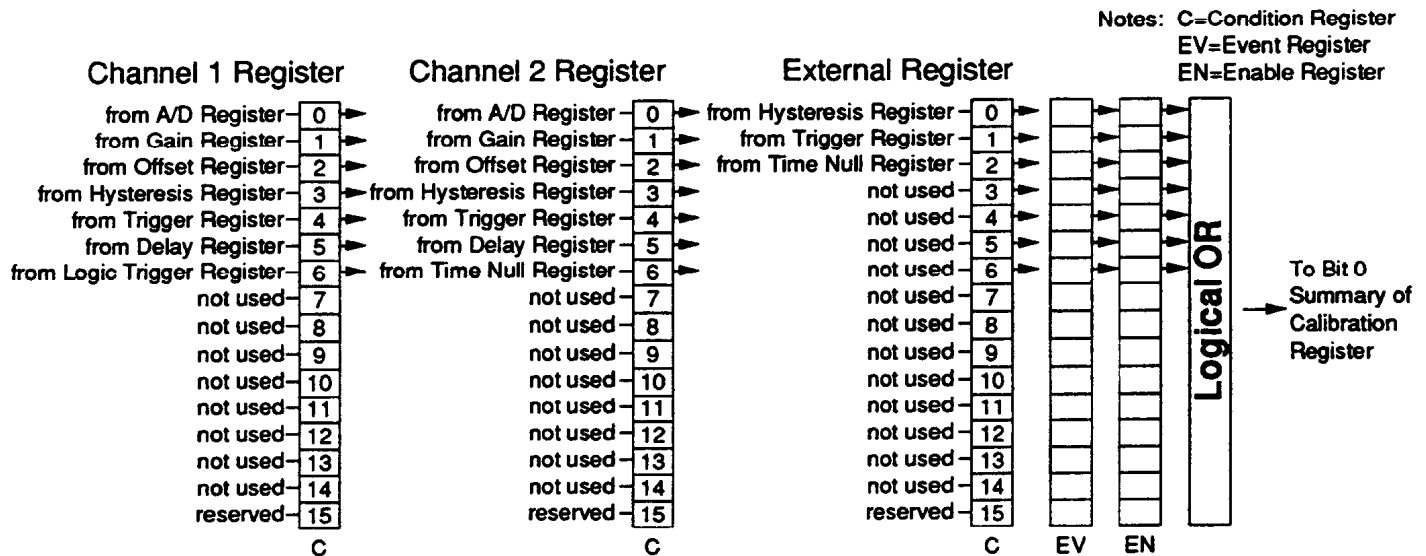 Notes: C=Condition Register
EV=Event Register
EN=Enable Register
Channel 1 Register
from A/D Register 0
from Gain Register 1
from Offset Register 2
from Hysteresis Register 3
from Trigger Register 4
from Delay Register 5
from Logic Trigger Register 6
not used 7
not used 8
not used 9
not used 10
not used 11
not used 12
not used 13
not used 14
reserved 15
C
Channel 2 Register
from A/D Register 0
from Gain Register 1
from Offset Register 2
from Hysteresis Register 3
from Trigger Register 4
from Delay Register 5
from Time Null Register 6
not used 7
not used 8
not used 9
not used 10
not used 11
not used 12
not used 13
not used 14
reserved 15
C
External Register
from Hysteresis Register 0
from Trigger Register 1
from Time Null Register 2
not used 3
not used 4
not used 5
not used 6
not used 7
not used 8
not used 9
not used 10
not used 11
not used 12
not used 13
not used 14
reserved 15
C
EV
EN
Logical OR
To Bit 0
Summary of
Calibration
Register